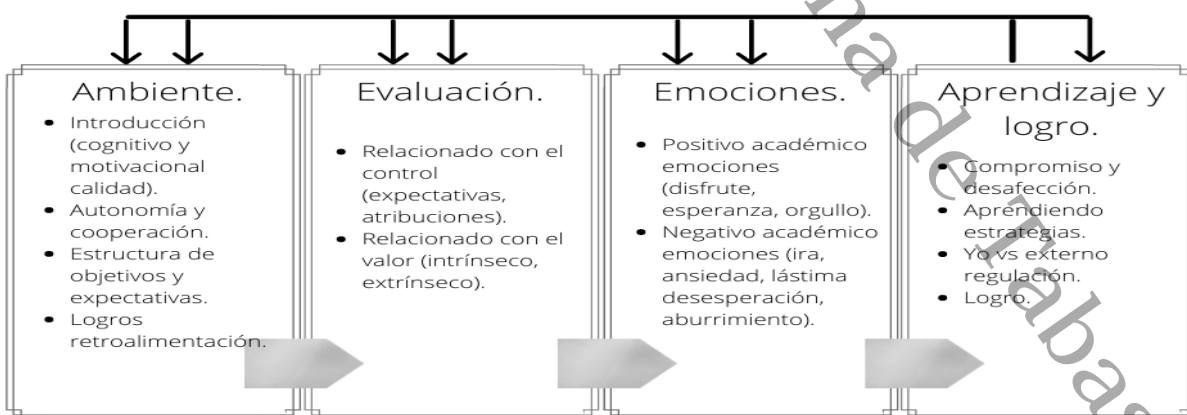 Ambiente.
• Introducción
(cognitivo y
motivacional
calidad).
• Autonomía y
cooperación.
• Estructura de
objetivos y
expectativas.
• Logros
retroalimentación.
Evaluación.
• Relacionado con el
control
(expectativas,
atribuciones).
• Relacionado con el
valor (intrínseco,
extrínseco).
Emociones.
• Positivo académico
emociones
(disfrute,
esperanza, orgullo).
• Negativo académico
emociones (ira,
ansiedad, lástima
desesperación,
aburrimiento).
Aprendizaje y
logro.
• Compromiso y
desafección.
• Aprendiendo
estrategias.
• Yo vs externo
regulación.
• Logro.
de